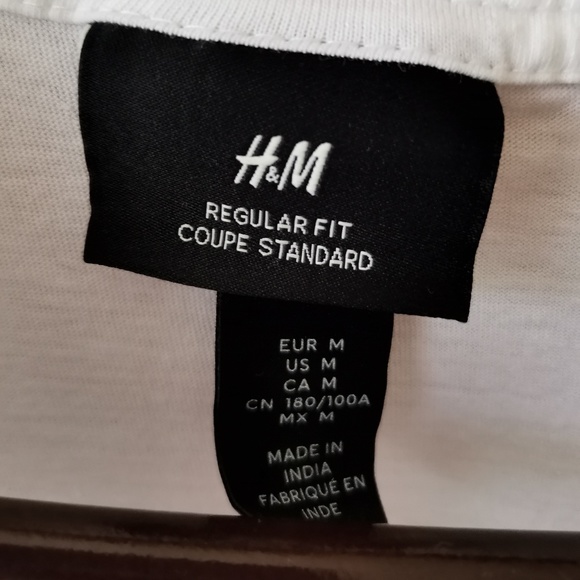 H&M
REGULAR FIT
COUPE STANDARD
EUR M
US M
CA M
CN 180/100A
MX M
MADE IN
INDIA
FABRIQUÉ EN
INDE